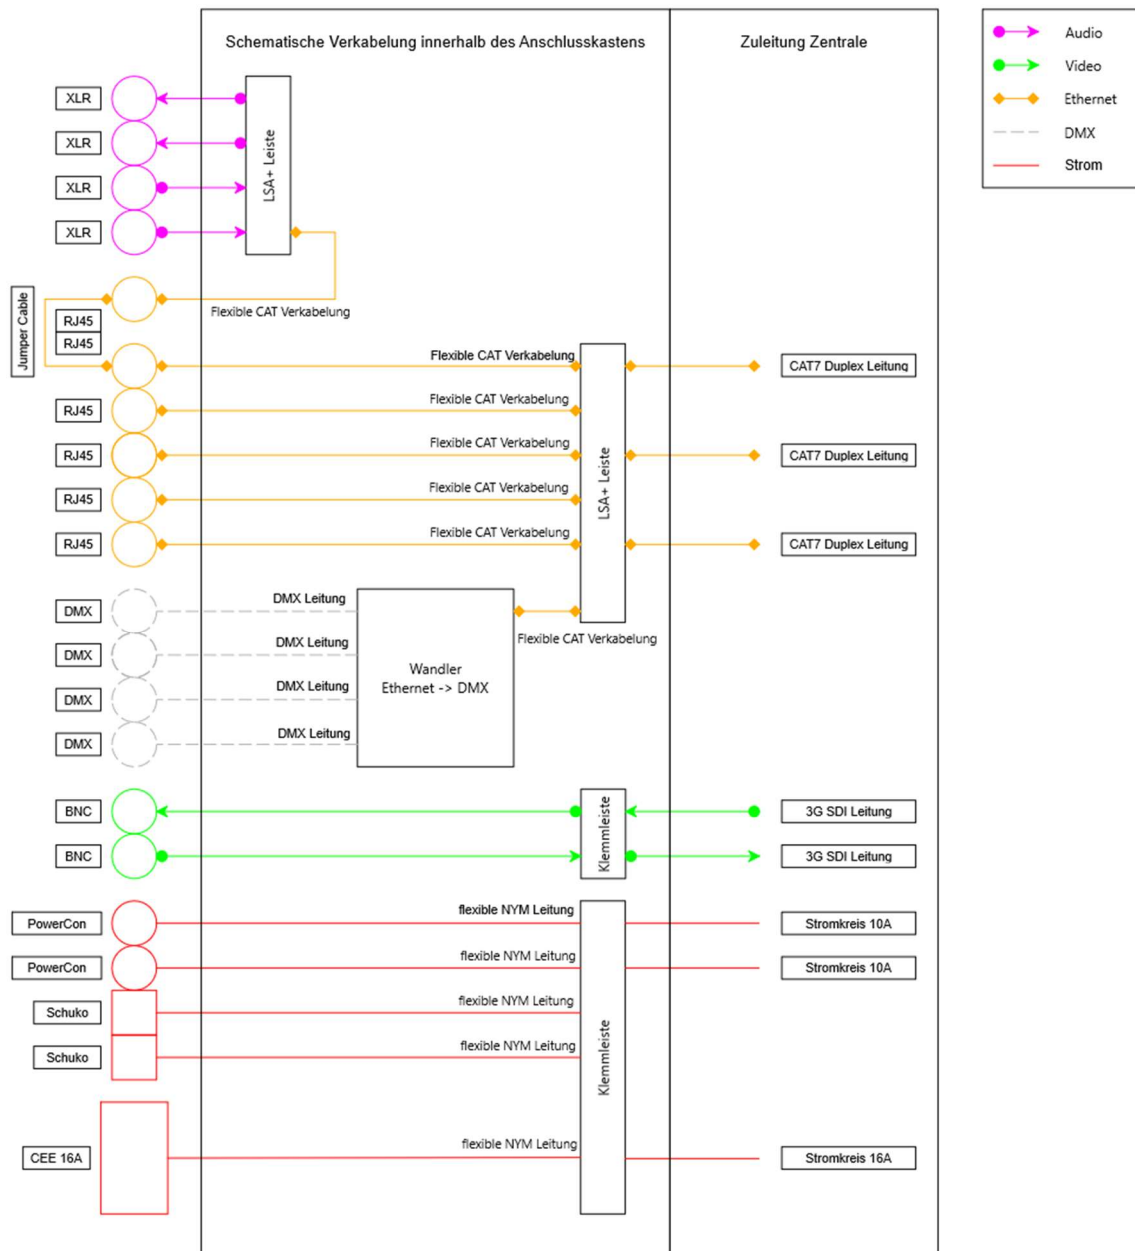 Schematische Verkabelung innerhalb des Anschlusskastens
Zuleitung Zentrale
Audio
Video
Ethernet
DMX
Strom
XLR
XLR
XLR
XLR
LSA+ Leiste
Jumper Cable
RJ45
Flexible CAT Verkabelung
RJ45
Flexible CAT Verkabelung
CAT7 Duplex Leitung
RJ45
Flexible CAT Verkabelung
RJ45
Flexible CAT Verkabelung
CAT7 Duplex Leitung
RJ45
Flexible CAT Verkabelung
RJ45
Flexible CAT Verkabelung
CAT7 Duplex Leitung
LSA+ Leiste
DMX
DMX Leitung
DMX
DMX Leitung
DMX
DMX Leitung
DMX
DMX Leitung
Wandler
Ethernet -> DMX
Flexible CAT Verkabelung
BNC
3G SDI Leitung
BNC
3G SDI Leitung
Klemmleiste
PowerCon
flexible NYM Leitung
Stromkreis 10A
PowerCon
flexible NYM Leitung
Stromkreis 10A
Schuko
flexible NYM Leitung
Schuko
flexible NYM Leitung
Klemmleiste
CEE 16A
flexible NYM Leitung
Stromkreis 16A